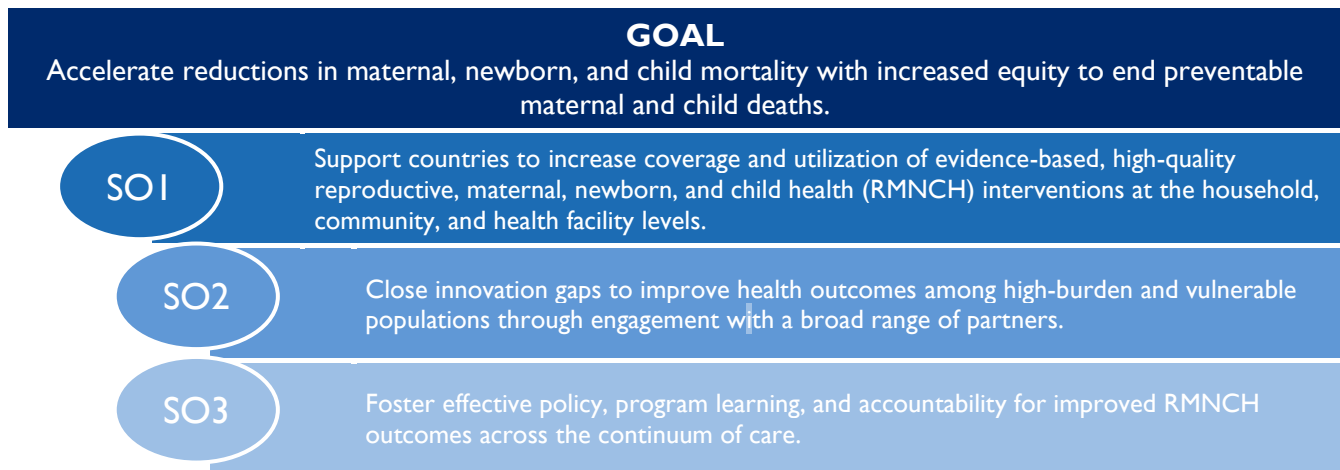 GOAL
Accelerate reductions in maternal, newborn, and child mortality with increased equity to end preventable
maternal and child deaths.
SO1
Support countries to increase coverage and utilization of evidence-based, high-quality
reproductive, maternal, newborn, and child health (RMNCH) interventions at the household,
community, and health facility levels.
SO2
Close innovation gaps to improve health outcomes among high-burden and vulnerable
populations through engagement with a broad range of partners.
SO3
Foster effective policy, program learning, and accountability for improved RMNCH
outcomes across the continuum of care.